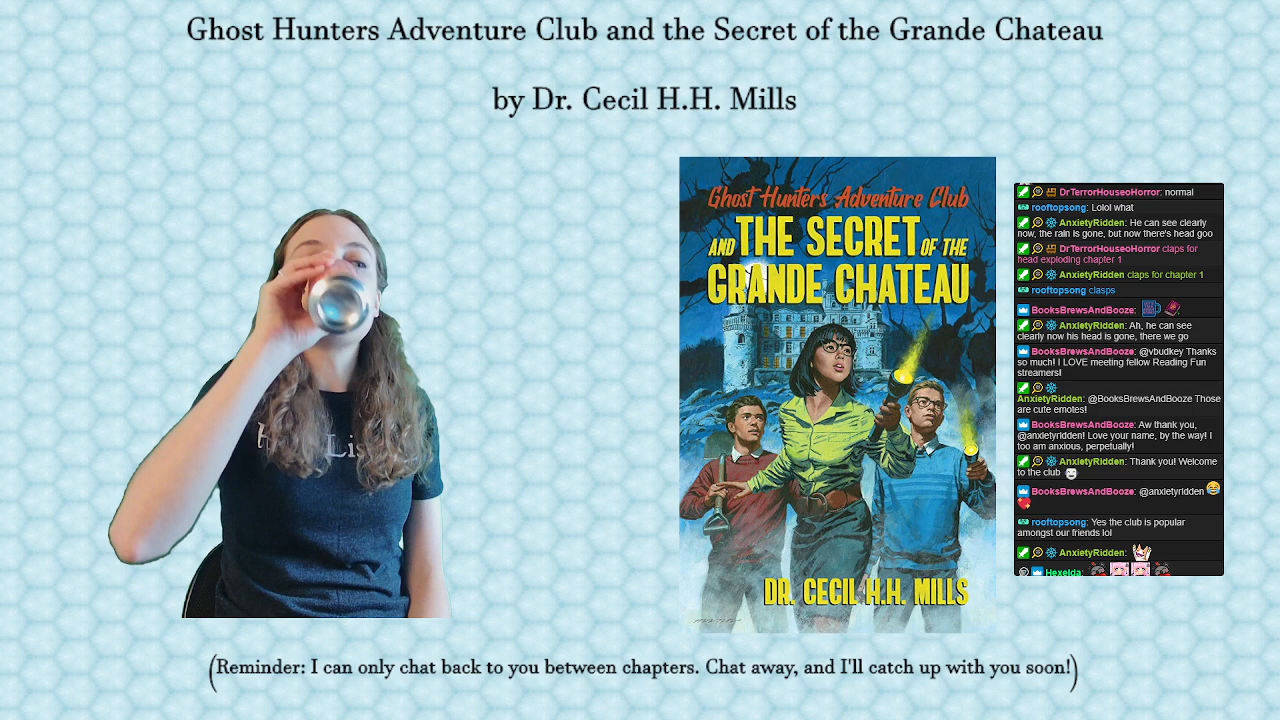 Ghost Hunters Adventure Club and the Secret of the Grande Chateau
by Dr. Cecil H.H. Mills
Ghost Hunters Adventure Club
AND THE SECRET OF THE
GRANDE CHATEAU
DR. CECIL H.H. MILLS
DrTerrorHouseoHorror: normal
rooftopsong: Lolol what
AnxietyRidden: He can see clearly
now, the rain is gone, but now there's head goo
DrTerrorHouseoHorror claps for
head exploding chapter 1
AnxietyRidden claps for chapter 1
rooftopsong clasps
BooksBrewsAndBooze:
AnxietyRidden: Ah, he can see
clearly now his head is gone, there we go
BooksBrewsAndBooze: @vbudkey Thanks
so much! I LOVE meeting fellow Reading Fun
streamers!
AnxietyRidden: @BooksBrewsAndBooze Those
are cute emotes!
BooksBrewsAndBooze: Aw thank you,
@anxietyridden! Love your name, by the way! I
too am anxious, perpetually!
AnxietyRidden: Thank you! Welcome
to the club
BooksBrewsAndBooze: @anxietyridden
rooftopsong: Yes the club is popular
amongst our friends lol
AnxietyRidden:
Hexelda:
(Reminder: I can only chat back to you between chapters. Chat away, and I'll catch up with you soon!)